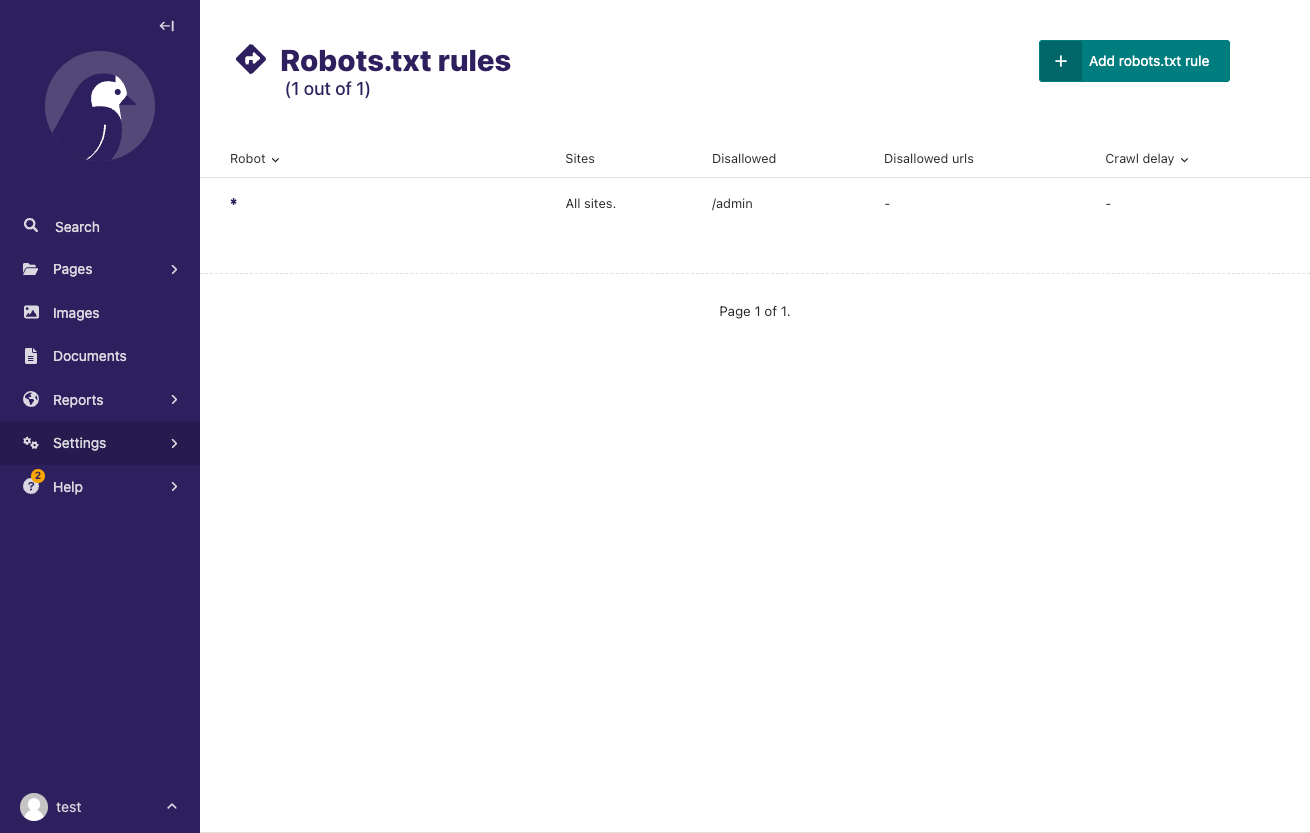 Robots.txt rules
(1 out of 1)
+ Add robots.txt rule
Robot Sites Disallowed Disallowed urls Crawl delay
* All sites. /admin - -
Page 1 of 1.
Search
Pages
Images
Documents
Reports
Settings
2
? Help
test